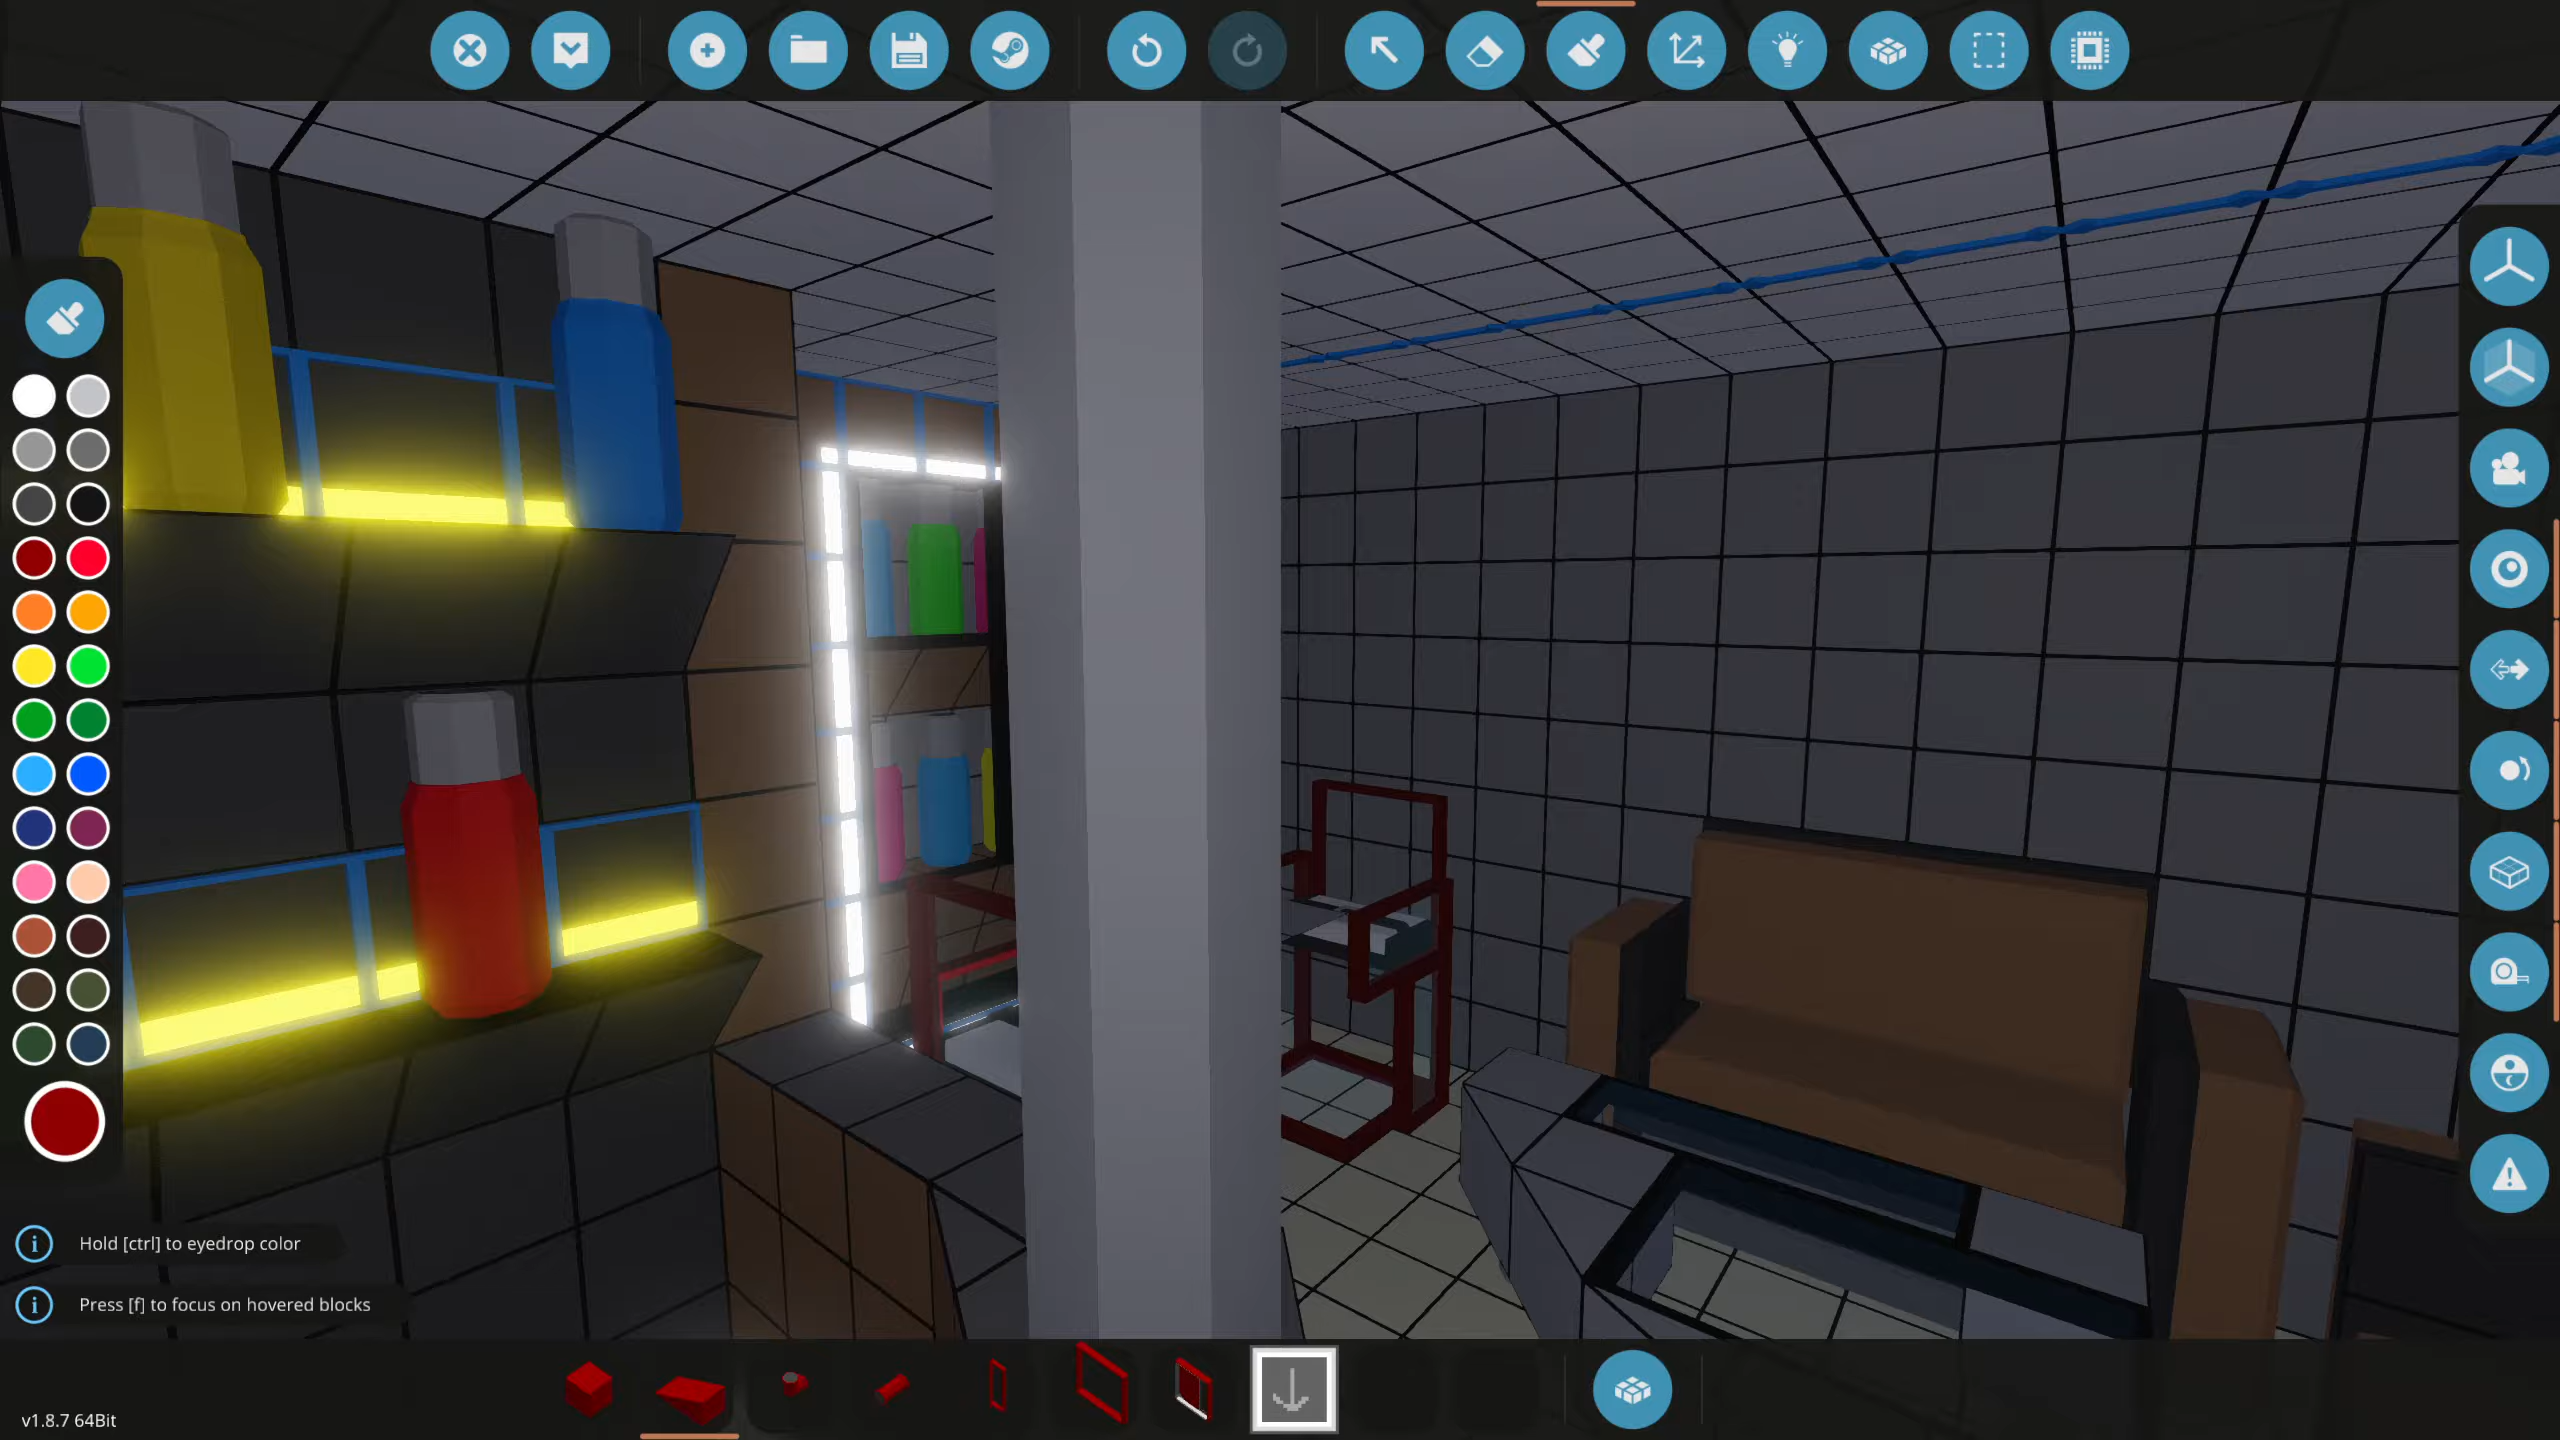 Hold [ctrl] to eyedrop color
Press [f] to focus on hovered blocks
v1.8.7 64Bit